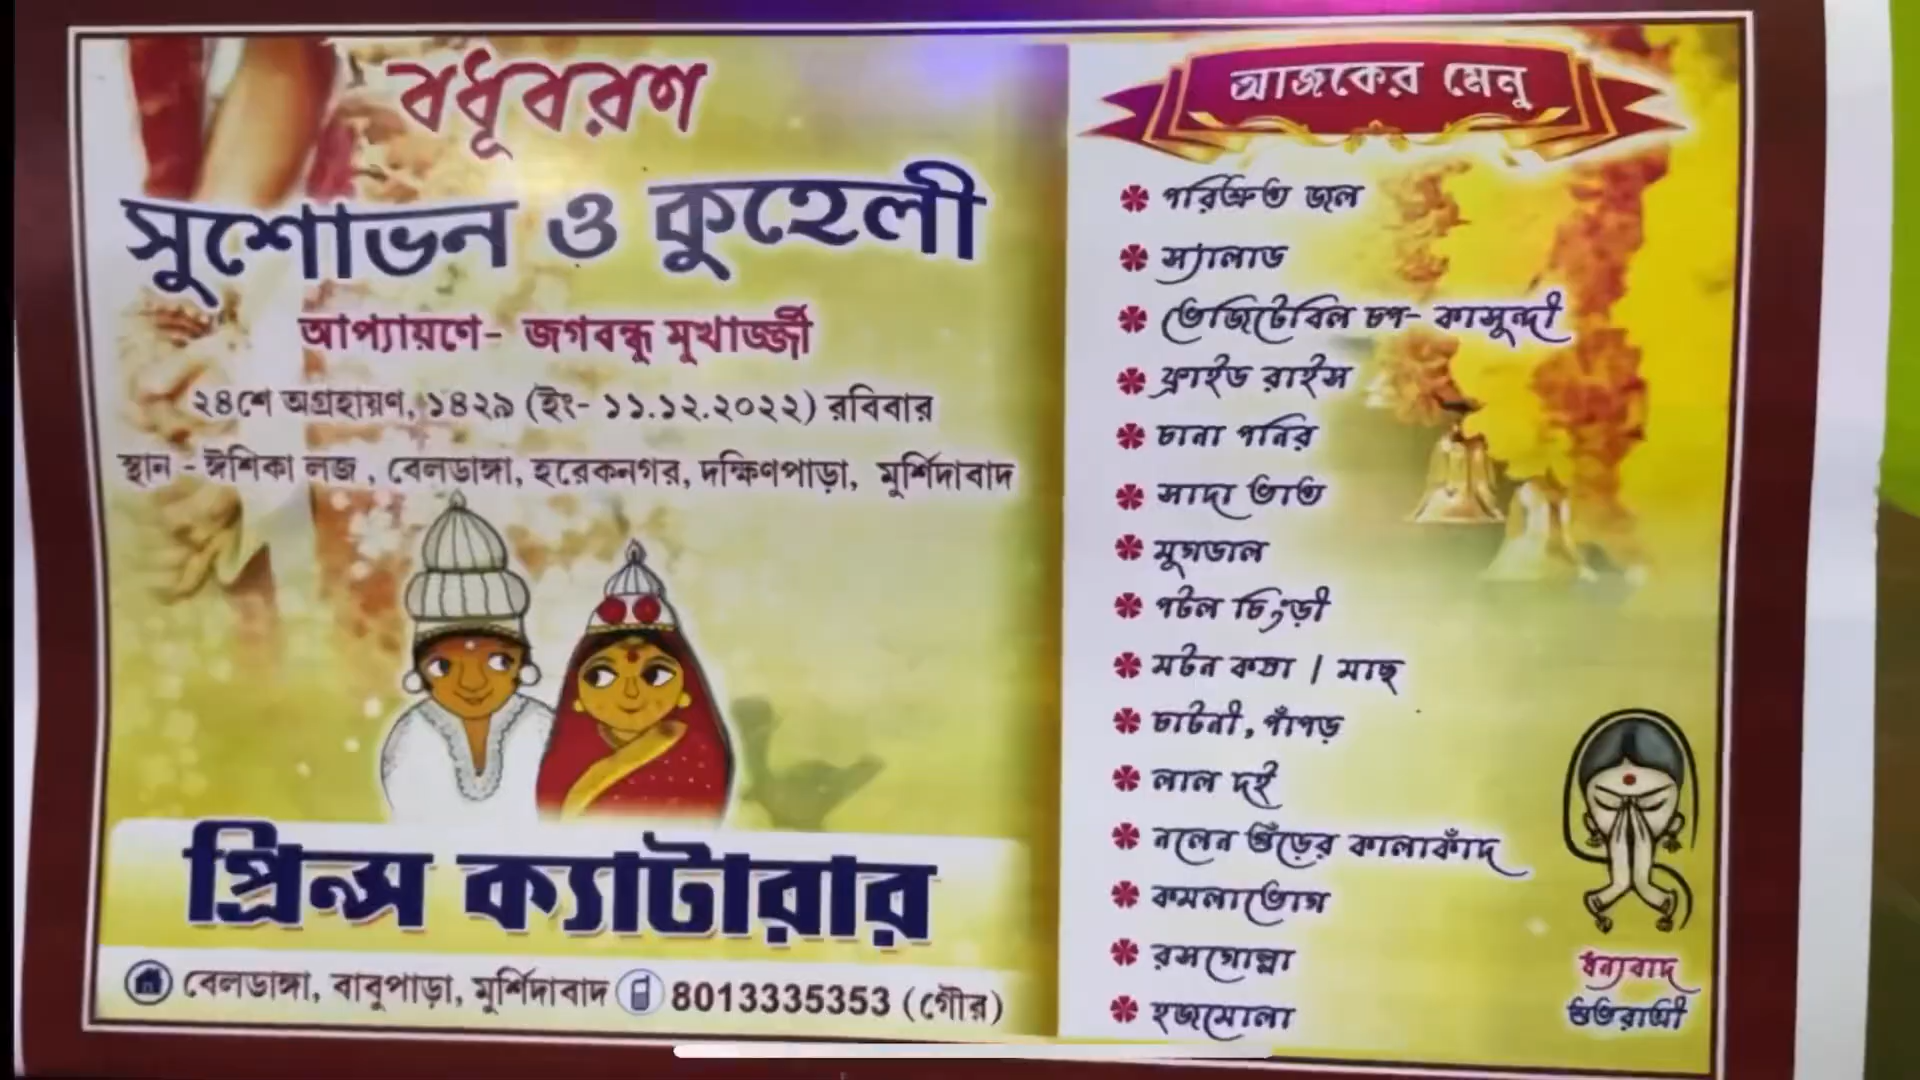 বধূবরণ
সুশোভন ও কুহেলী
আপ্যায়ণে- জগবন্ধু মুখার্জ্জী
২৪শে অগ্রহায়ণ, ১৪২৯ (ইং- ১১.১২.২০২২) রবিবার
স্থান - ঈশিকা লজ , বেলডাঙ্গা, হরেকনগর, দক্ষিণপাড়া, মুর্শিদাবাদ
প্রিন্স ক্যাটারার
বেলডাঙ্গা, বাবুপাড়া, মুর্শিদাবাদ 8013335353 (গৌর)
আজকের মেনু
পরিশ্রুত জল
স্যালাড
ভেজিটেবিল চপ- কাসুন্দী
ফ্রাইড রাইস
চানা পনির
সাদা ভাত
মুগডাল
পটল চিংড়ী
মটন কষা / মাছ
চাটনী, পাঁপড়
লাল দই
নলেন গুঁড়ের কালাকাঁদ
কমলাভোগ
রসগোল্লা
হজমোলা
ধন্যবাদ
শুভরাত্রী